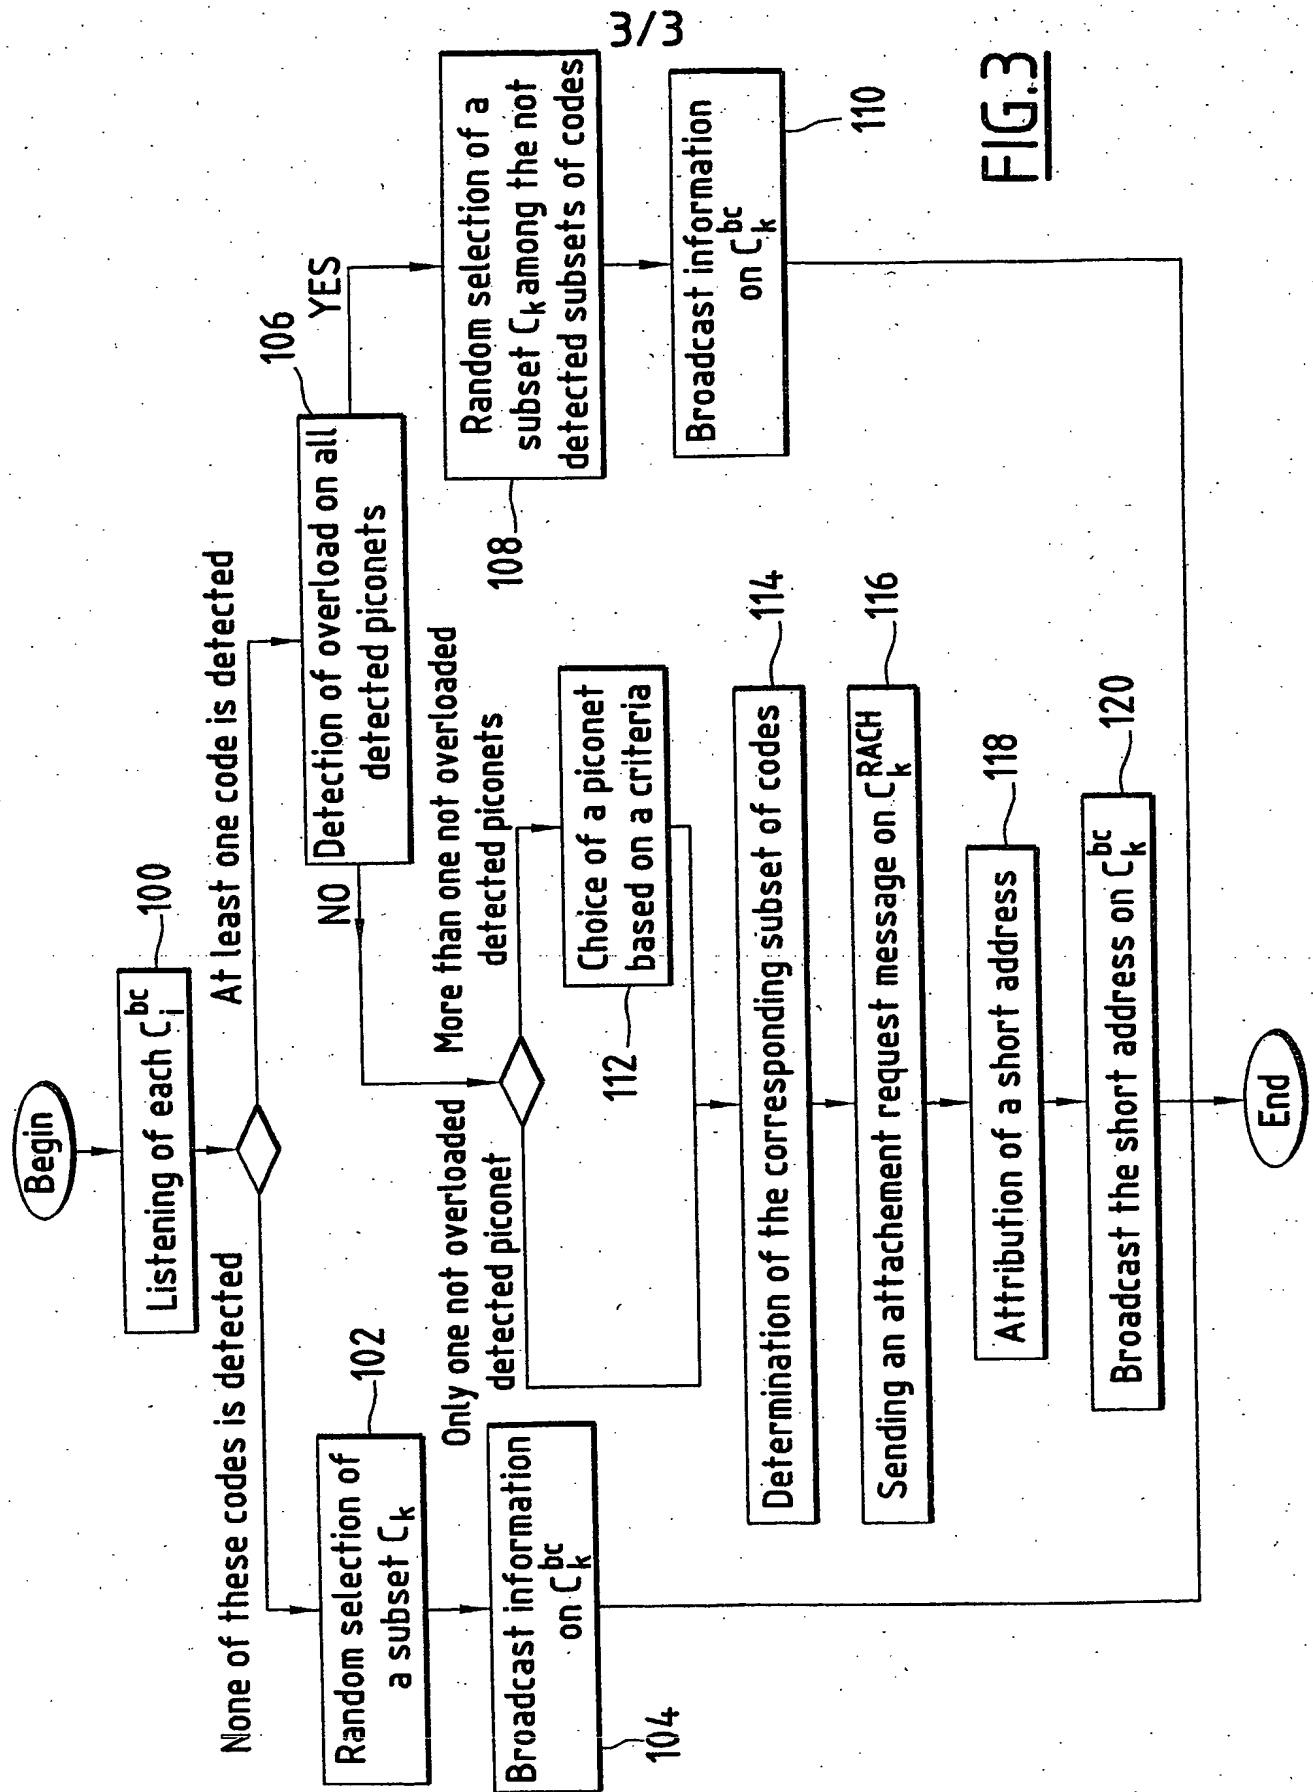 3/3
Begin
100
Listening of each C_i^bc
None of these codes is detected
At least one code is detected
102
Random selection of
a subset C_k
Broadcast information
on C_k^bc
104
106
Detection of overload on all
detected piconets
YES
NO
Random selection of a
subset C_k among the not
detected subsets of codes
108
Broadcast information
on C_k^bc
110
Only one not overloaded
detected piconet
More than one not overloaded
detected piconets
Choice of a piconet
based on a criteria
112
Determination of the corresponding subset of codes
114
Sending an attachement request message on C_k^RACH
116
Attribution of a short address
118
Broadcast the short address on C_k^bc
120
End
FIG.3